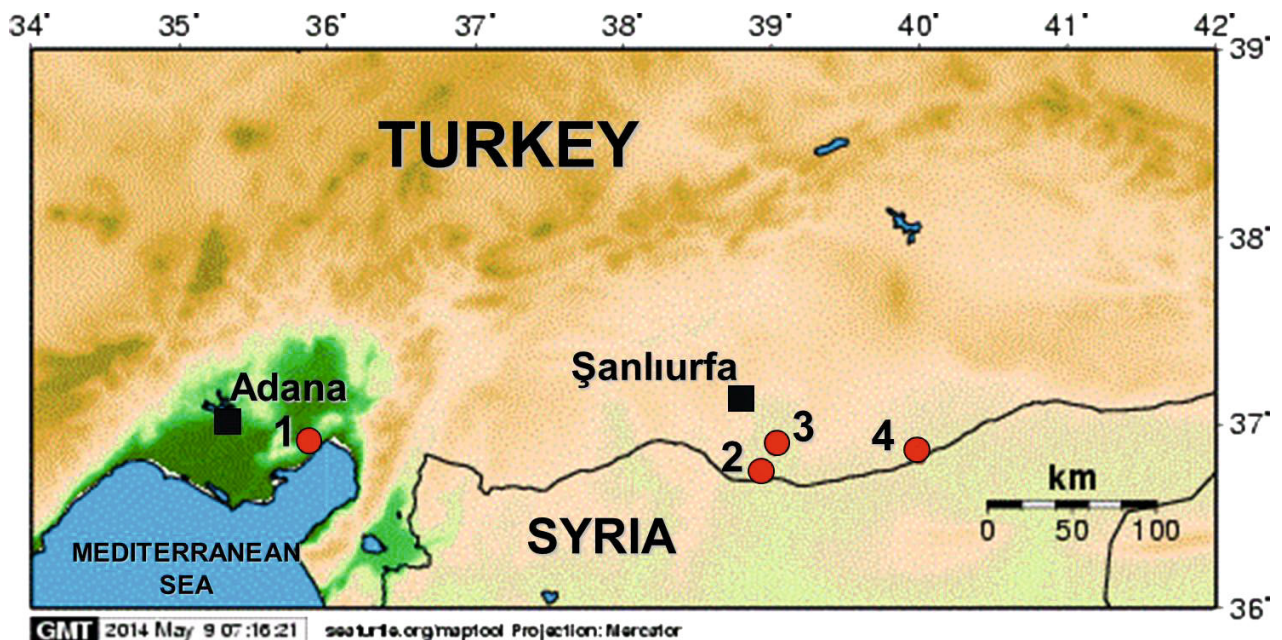 34° 35° 36° 37° 38° 39° 40° 41° 42°
39°
TURKEY
38°
Şanlıurfa
Adana
37°
1
3
4
2
km
0 50 100
SYRIA
MEDITERRANEAN
SEA
36°
GMT 2014 May 9 07:16:21 seaturtle.org/maptool Projection: Mercator